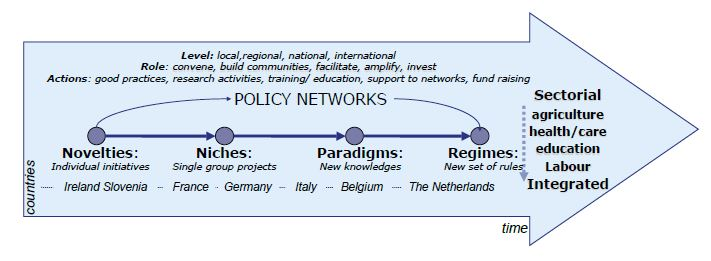 Level: local,regional, national, international
Role: convene, build communities, facilitate, amplify, invest
Actions: good practices, research activities, training/ education, support to networks, fund raising
POLICY NETWORKS
Novelties:
Individual initiatives
Niches:
Single group projects
Paradigms:
New knowledges
Regimes:
New set of rules
Ireland Slovenia France Germany Italy Belgium The Netherlands
countries
time
Sectorial
agriculture
health/care
education
Labour
Integrated